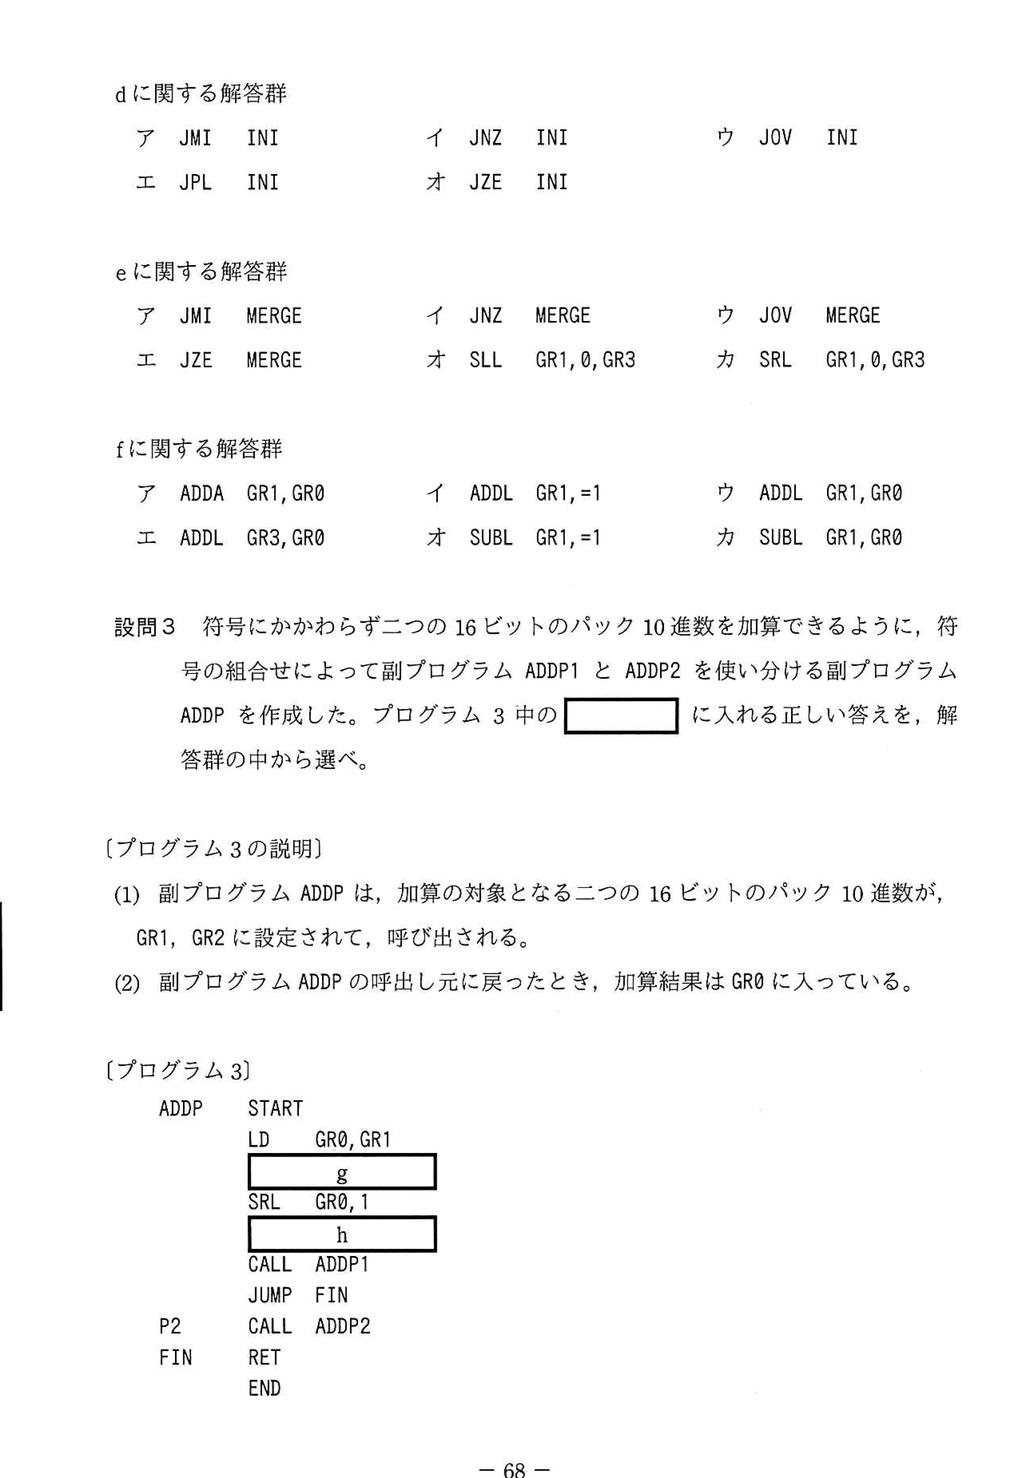 dに関する解答群
ア JMI INI イ JNZ INI ウ JOV INI
エ JPL INI オ JZE INI
eに関する解答群
ア JMI MERGE イ JNZ MERGE ウ JOV MERGE
エ JZE MERGE オ SLL GR1,0,GR3 カ SRL GR1,0,GR3
fに関する解答群
ア ADDA GR1,GR0 イ ADDL GR1,=1 ウ ADDL GR1,GR0
エ ADDL GR3,GR0 オ SUBL GR1,=1 カ SUBL GR1,GR0
設問3 符号にかかわらず二つの 16 ビットのパック 10 進数を加算できるように，符
号の組合せによって副プログラム ADDP1 と ADDP2 を使い分ける副プログラム
ADDP を作成した。プログラム 3 中の に入れる正しい答えを，解
答群の中から選べ。
〔プログラム 3 の説明〕
(1) 副プログラム ADDP は，加算の対象となる二つの 16 ビットのパック 10 進数が，
GR1，GR2 に設定されて，呼び出される。
(2) 副プログラム ADDP の呼出し元に戻ったとき，加算結果は GR0 に入っている。
〔プログラム 3〕
ADDP START
LD GR0,GR1
g
SRL GR0,1
h
CALL ADDP1
JUMP FIN
P2 CALL ADDP2
FIN RET
END
― 68 ―